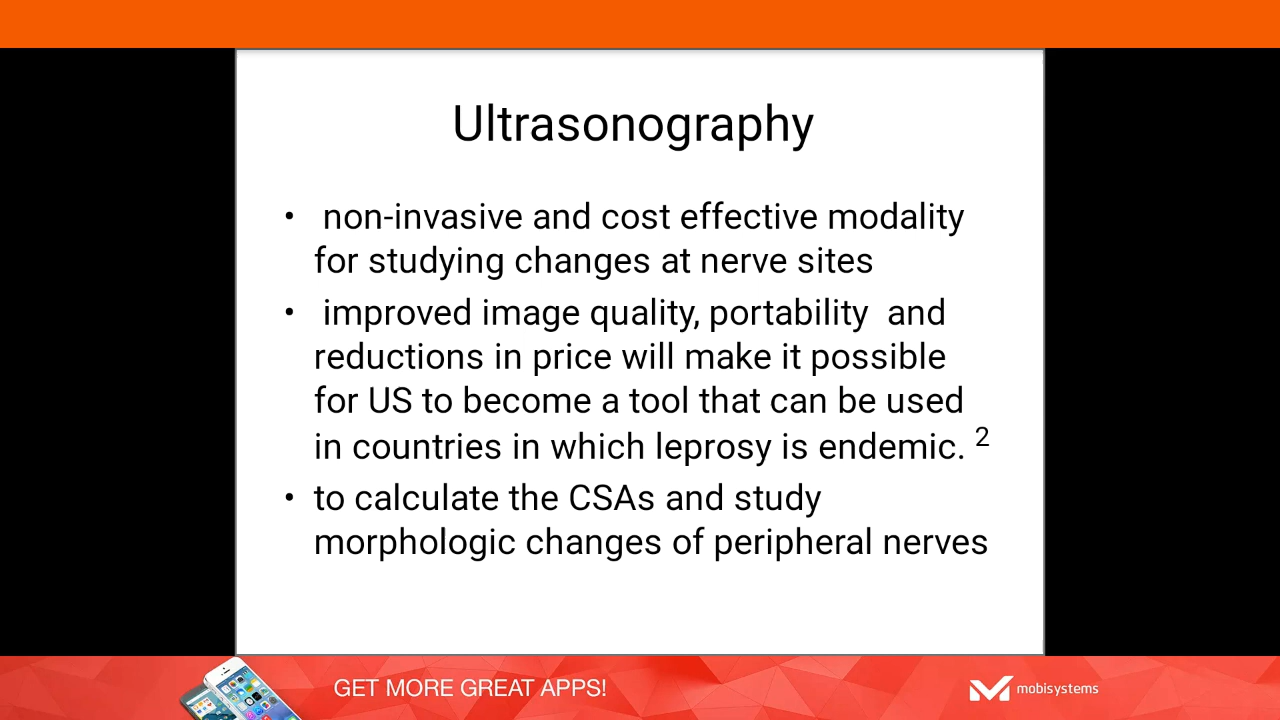 Ultrasonography
• non-invasive and cost effective modality
for studying changes at nerve sites
• improved image quality, portability  and
reductions in price will make it possible
for US to become a tool that can be used
in countries in which leprosy is endemic. 2
• to calculate the CSAs and study
morphologic changes of peripheral nerves
GET MORE GREAT APPS!
mobisystems